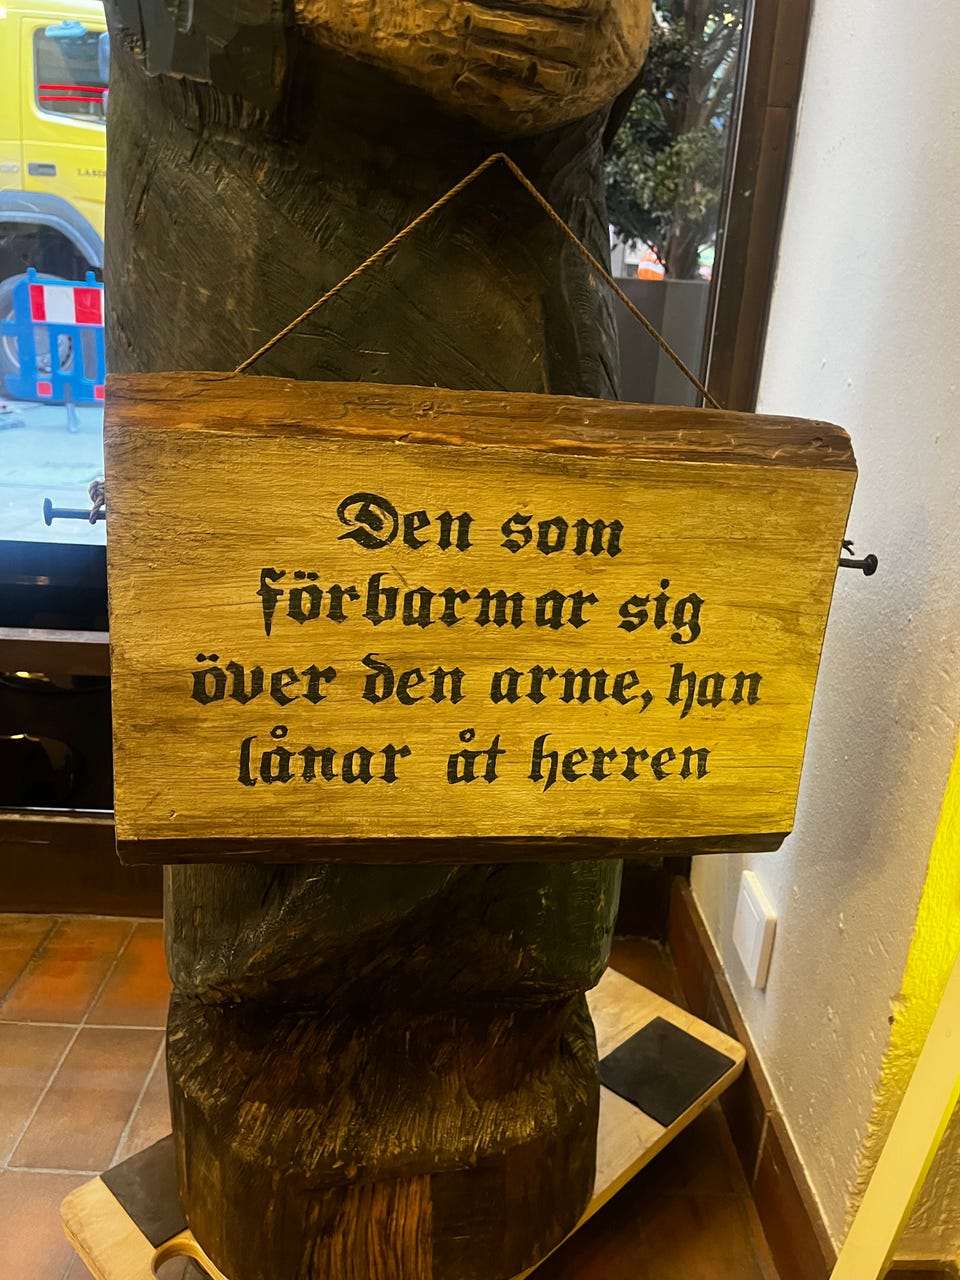 Den som
förbarmar sig
över den arme, han
lånar åt herren